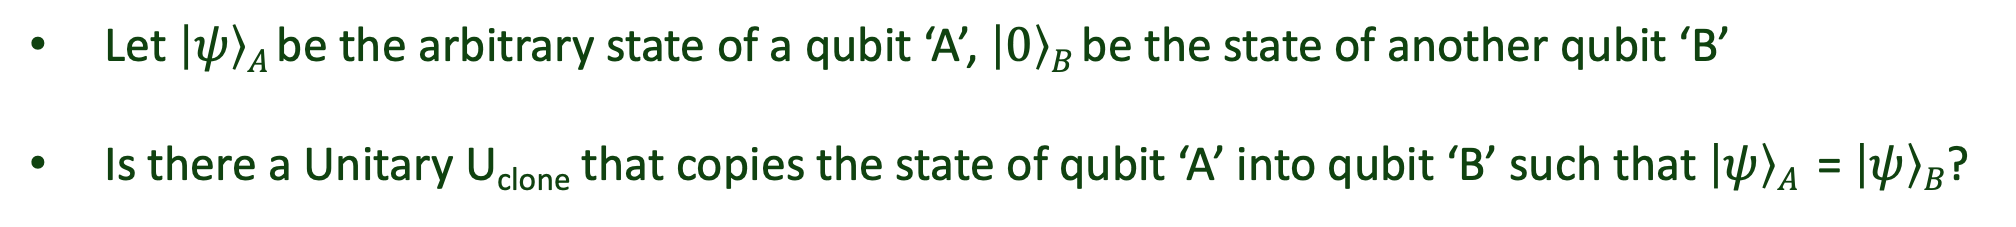 • Let |ψ⟩_A be the arbitrary state of a qubit ‘A’, |0⟩_B be the state of another qubit ‘B’
• Is there a Unitary U_clone that copies the state of qubit ‘A’ into qubit ‘B’ such that |ψ⟩_A = |ψ⟩_B?